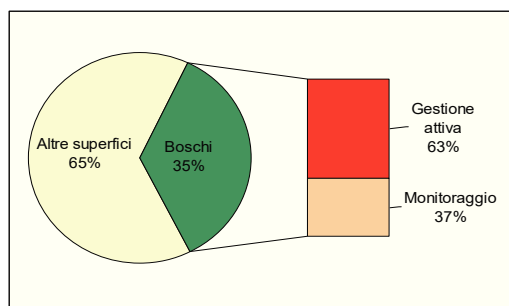 Altre superfici
65%
Boschi
35%
Gestione
attiva
63%
Monitoraggio
37%